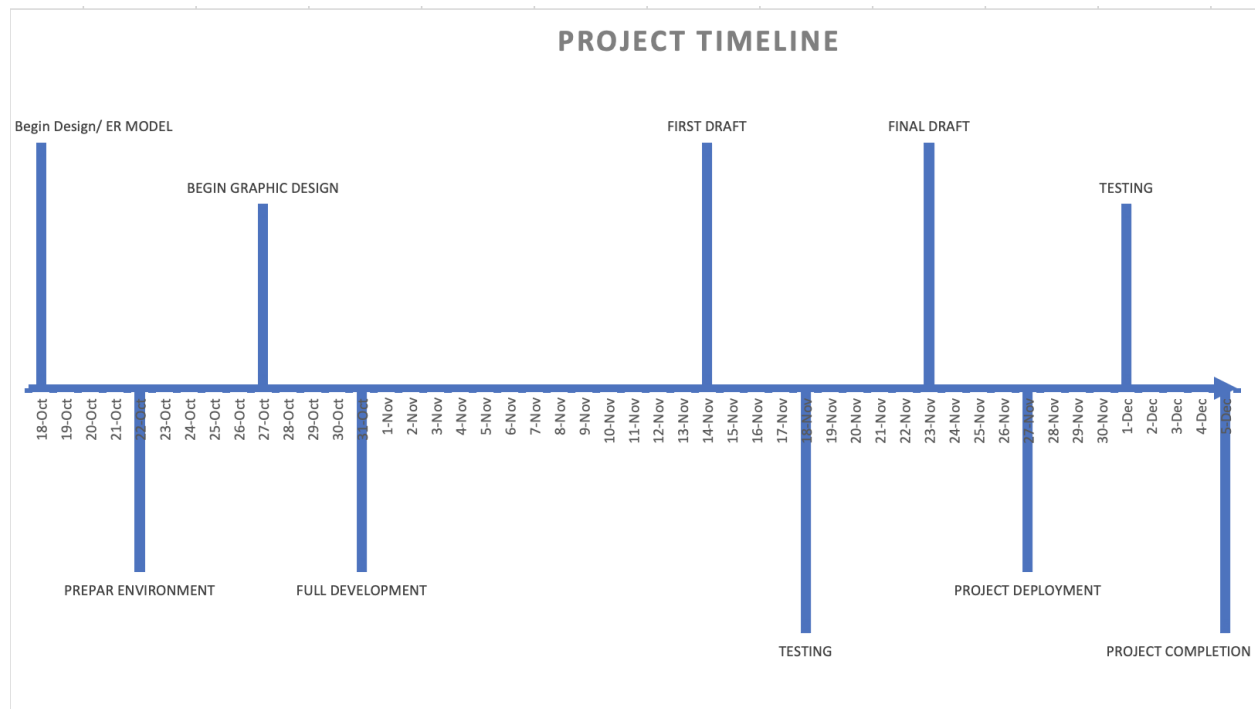 PROJECT TIMELINE
Begin Design/ ER MODEL
FIRST DRAFT
FINAL DRAFT
BEGIN GRAPHIC DESIGN
TESTING
18-Oct
19-Oct
20-Oct
21-Oct
22-Oct
23-Oct
24-Oct
25-Oct
26-Oct
27-Oct
28-Oct
29-Oct
30-Oct
31-Oct
1-Nov
2-Nov
3-Nov
4-Nov
5-Nov
6-Nov
7-Nov
8-Nov
9-Nov
10-Nov
11-Nov
12-Nov
13-Nov
14-Nov
15-Nov
16-Nov
17-Nov
18-Nov
19-Nov
20-Nov
21-Nov
22-Nov
23-Nov
24-Nov
25-Nov
26-Nov
27-Nov
28-Nov
29-Nov
30-Nov
1-Dec
2-Dec
3-Dec
4-Dec
5-Dec
PREPAR ENVIRONMENT
FULL DEVELOPMENT
PROJECT DEPLOYMENT
TESTING
PROJECT COMPLETION